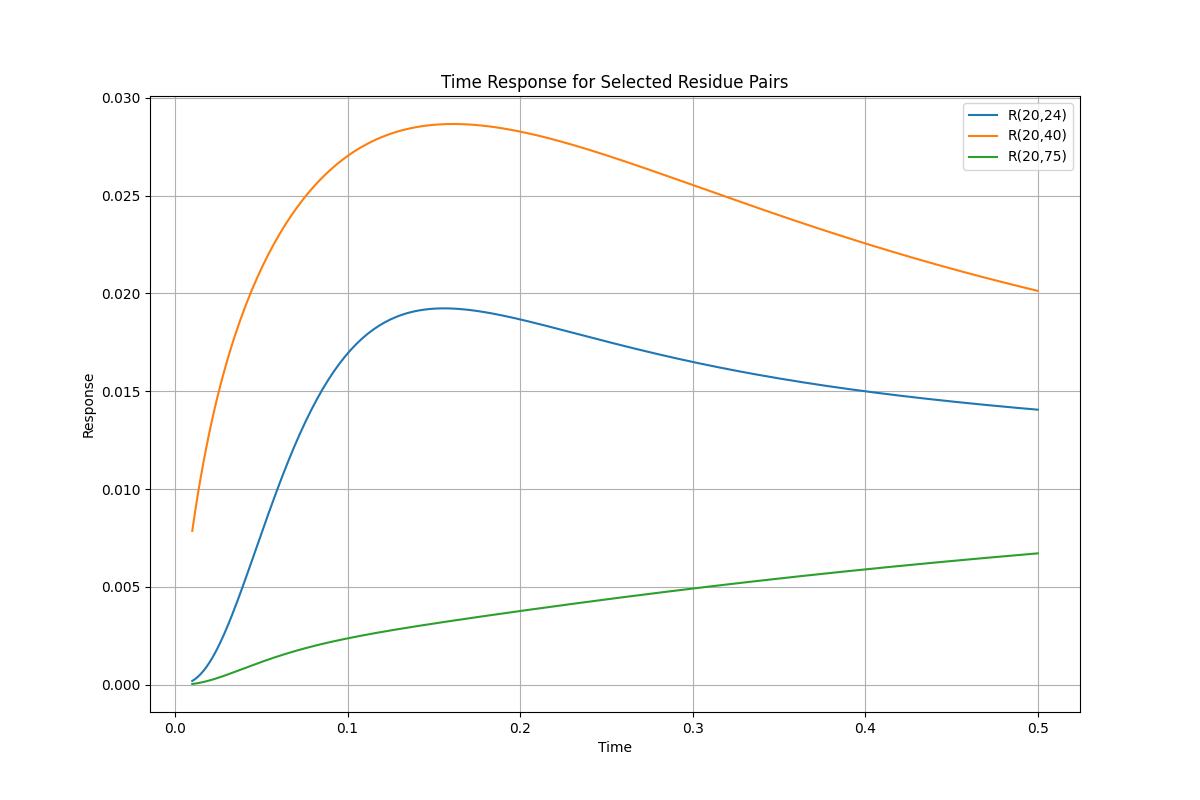 Time Response for Selected Residue Pairs
R(20,24)
R(20,40)
R(20,75)
Response
0.030
0.025
0.020
0.015
0.010
0.005
0.000
0.0 0.1 0.2 0.3 0.4 0.5
Time